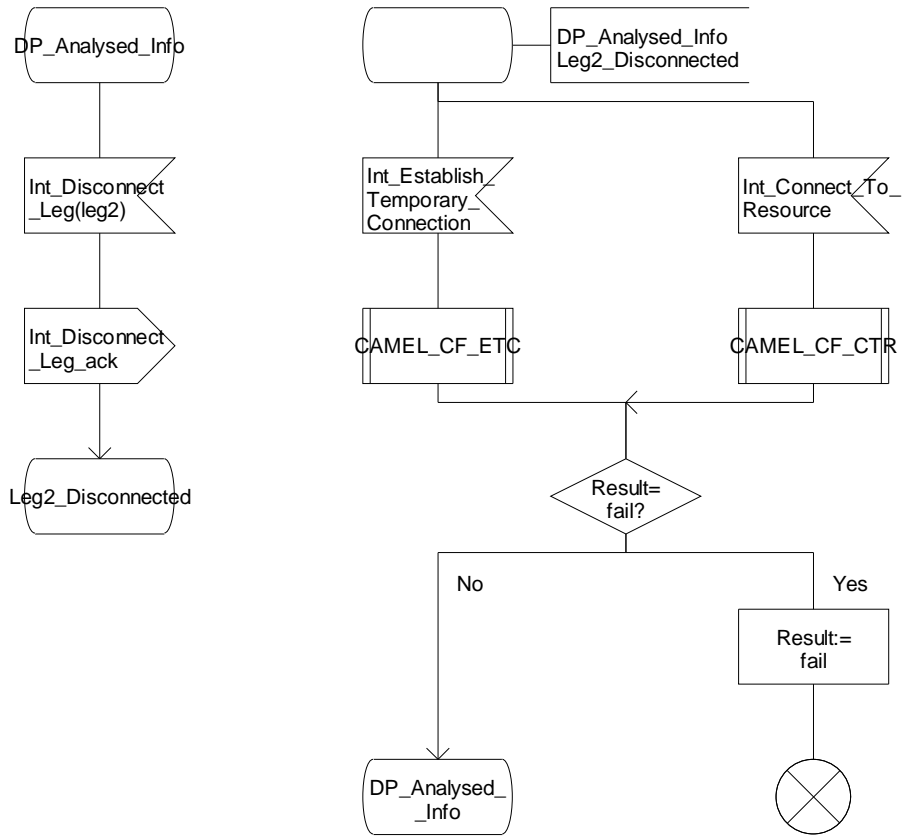 DP_Analysed_Info
DP_Analysed_Info
Leg2_Disconnected
Int_Disconnect
_Leg(leg2)
Int_Establish_
Temporary_
Connection
Int_Connect_To_
Resource
Int_Disconnect
_Leg_ack
CAMEL_CF_ETC
CAMEL_CF_CTR
Leg2_Disconnected
Result=
fail?
No
Yes
Result:=
fail
DP_Analysed_
_Info